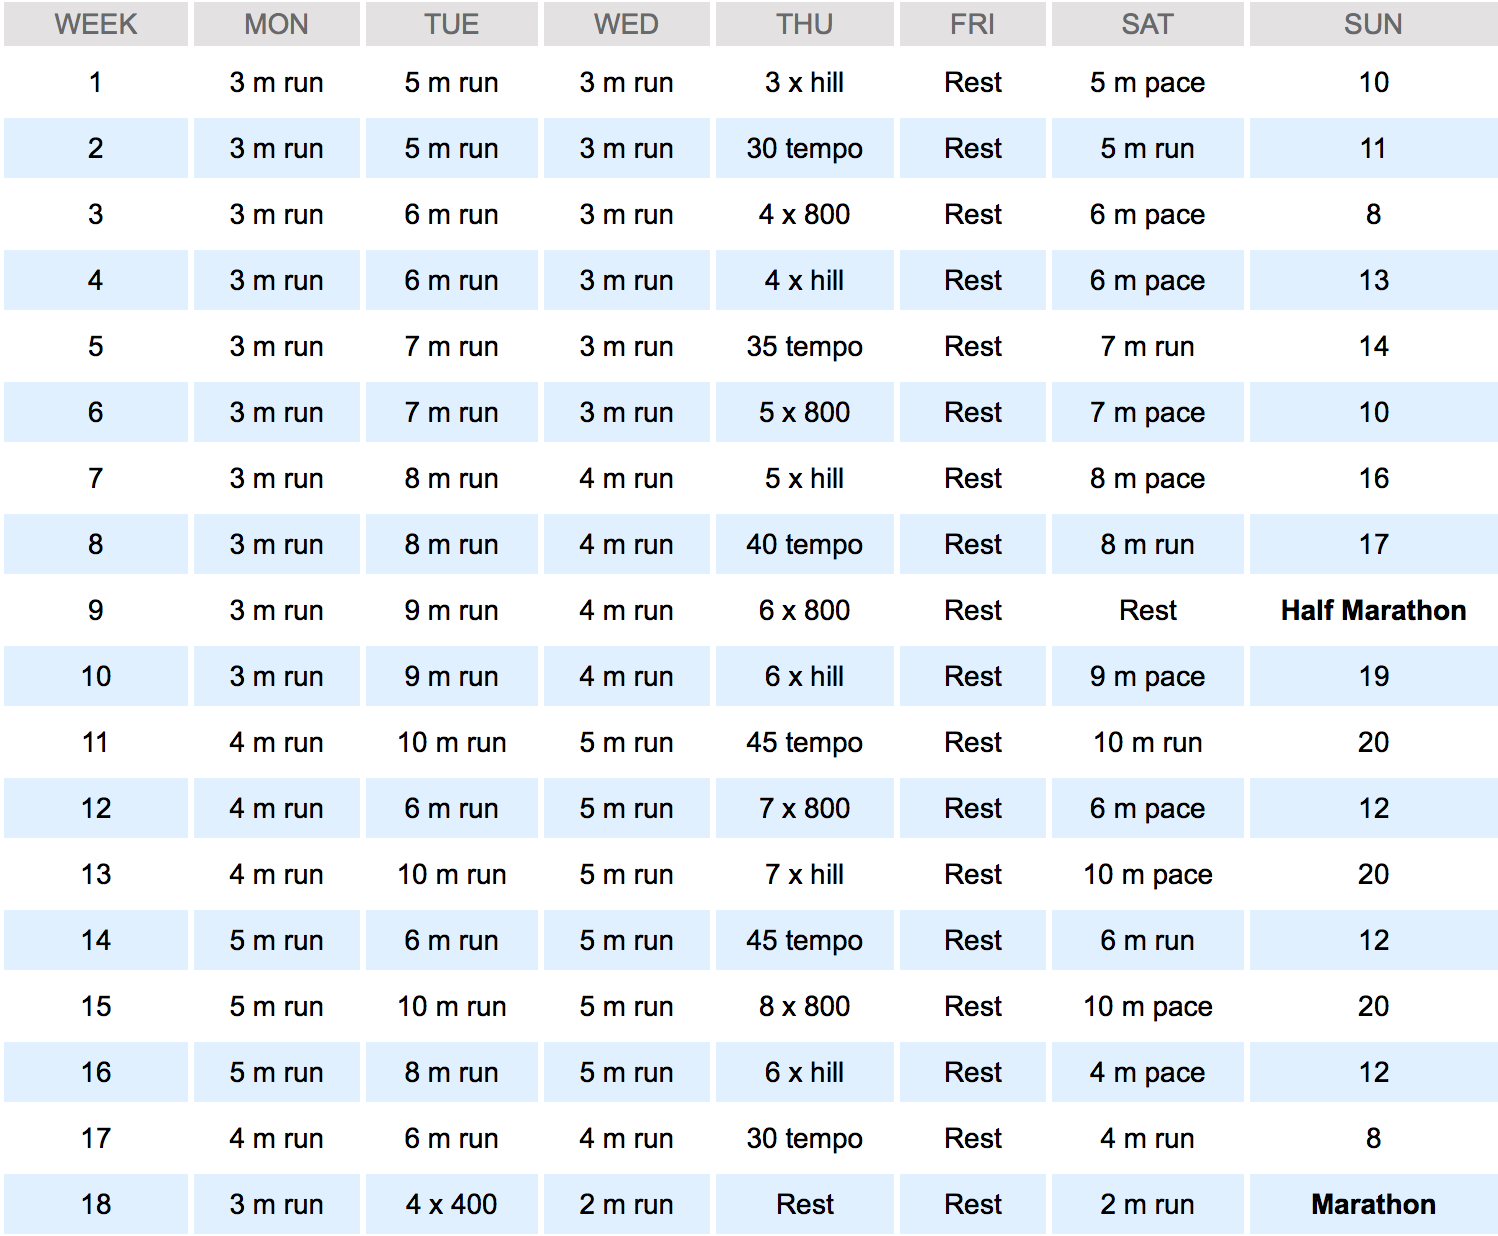 WEEK MON TUE WED THU FRI SAT SUN
1 3 m run 5 m run 3 m run 3 x hill Rest 5 m pace 10
2 3 m run 5 m run 3 m run 30 tempo Rest 5 m run 11
3 3 m run 6 m run 3 m run 4 x 800 Rest 6 m pace 8
4 3 m run 6 m run 3 m run 4 x hill Rest 6 m pace 13
5 3 m run 7 m run 3 m run 35 tempo Rest 7 m run 14
6 3 m run 7 m run 3 m run 5 x 800 Rest 7 m pace 10
7 3 m run 8 m run 4 m run 5 x hill Rest 8 m pace 16
8 3 m run 8 m run 4 m run 40 tempo Rest 8 m run 17
9 3 m run 9 m run 4 m run 6 x 800 Rest Rest Half Marathon
10 3 m run 9 m run 4 m run 6 x hill Rest 9 m pace 19
11 4 m run 10 m run 5 m run 45 tempo Rest 10 m run 20
12 4 m run 6 m run 5 m run 7 x 800 Rest 6 m pace 12
13 4 m run 10 m run 5 m run 7 x hill Rest 10 m pace 20
14 5 m run 6 m run 5 m run 45 tempo Rest 6 m run 12
15 5 m run 10 m run 5 m run 8 x 800 Rest 10 m pace 20
16 5 m run 8 m run 5 m run 6 x hill Rest 4 m pace 12
17 4 m run 6 m run 4 m run 30 tempo Rest 4 m run 8
18 3 m run 4 x 400 2 m run Rest Rest 2 m run Marathon